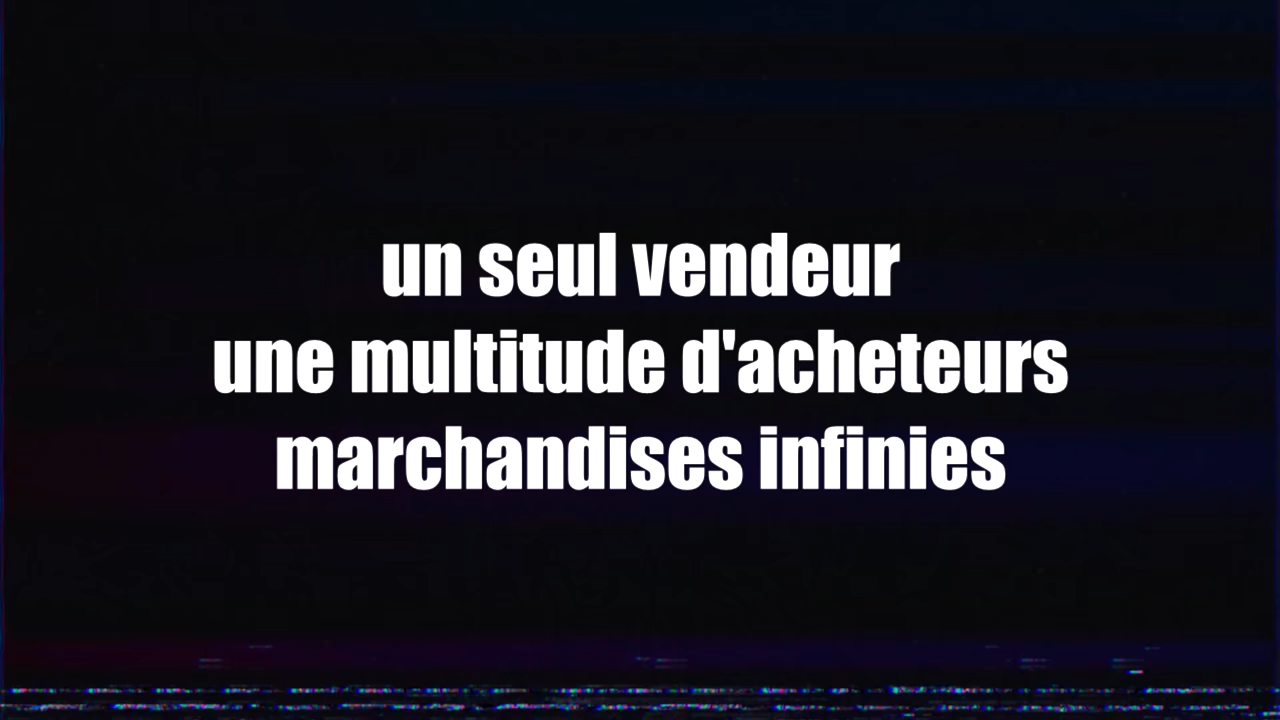 un seul vendeur
une multitude d'acheteurs
marchandises infinies